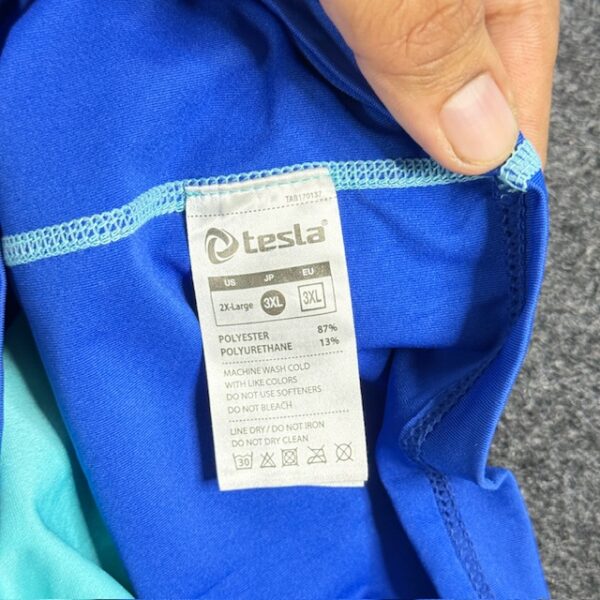 TA8170137
tesla
US JP EU
2X-Large 3XL 3XL
POLYESTER 87%
POLYURETHANE 13%
MACHINE WASH COLD
WITH LIKE COLORS
DO NOT USE SOFTENERS
DO NOT BLEACH
LINE DRY / DO NOT IRON
DO NOT DRY CLEAN
30